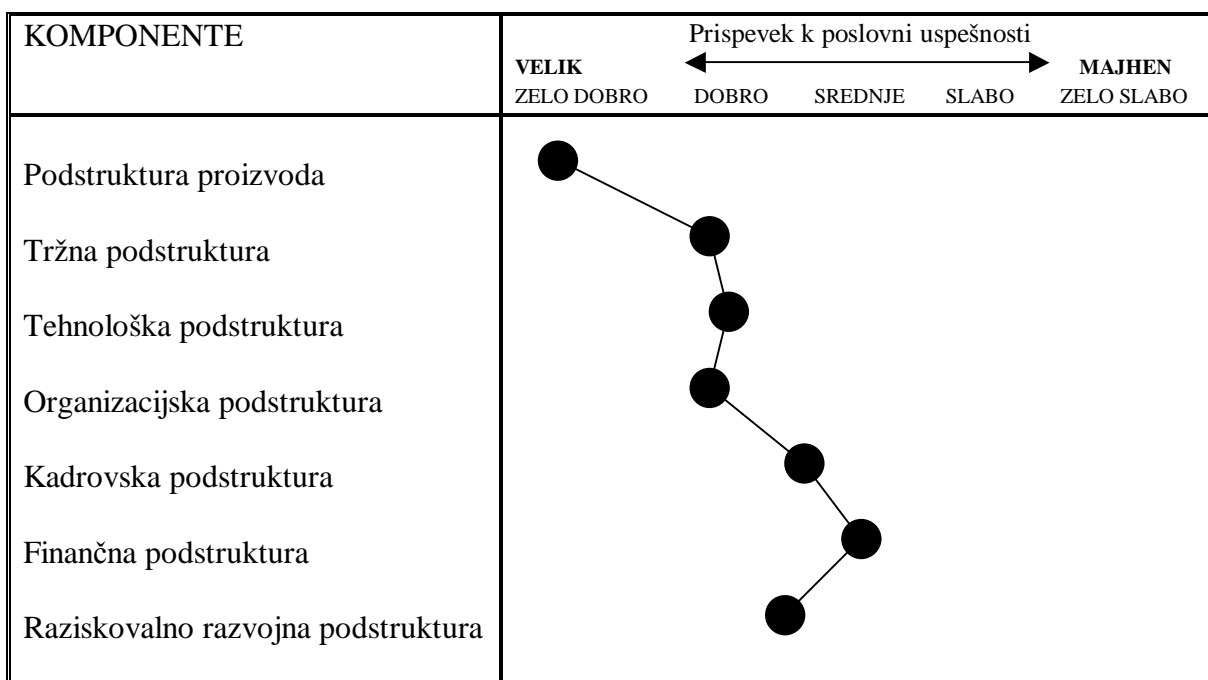 KOMPONENTE
Prispevek k poslovni uspešnosti
VELIK MAJHEN
ZELO DOBRO DOBRO SREDNJE SLABO ZELO SLABO
Podstruktura proizvoda
Tržna podstruktura
Tehnološka podstruktura
Organizacijska podstruktura
Kadrovska podstruktura
Finančna podstruktura
Raziskovalno razvojna podstruktura